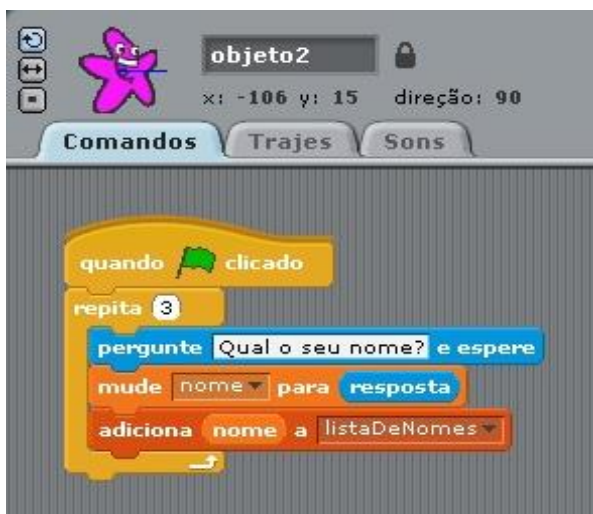 objeto2
x: -106 y: 15 direção: 90
Comandos Trajes Sons
quando clicado
repita 3
pergunte Qual o seu nome? e espere
mude nome para resposta
adiciona nome a listaDeNomes